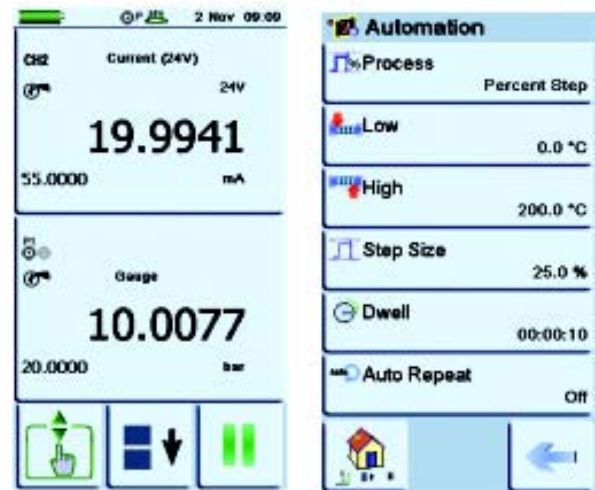 2 Nov 09:09
CH2 Current (24V)
24V
19.9941
55.0000 mA
Gauge
10.0077
20.0000 bar
Automation
Process
Percent Step
Low
0.0 °C
High
200.0 °C
Step Size
25.0 %
Dwell
00:00:10
Auto Repeat
Off